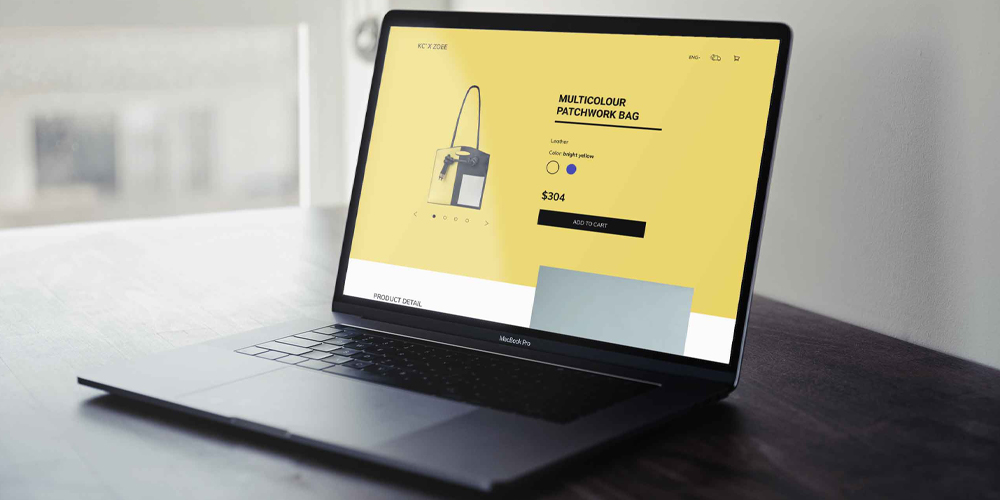 KC*X ZOEE
ENG
MULTICOLOUR
PATCHWORK BAG
Leather
Color: bright yellow
$304
ADD TO CART
PRODUCT DETAIL
MacBook Pro